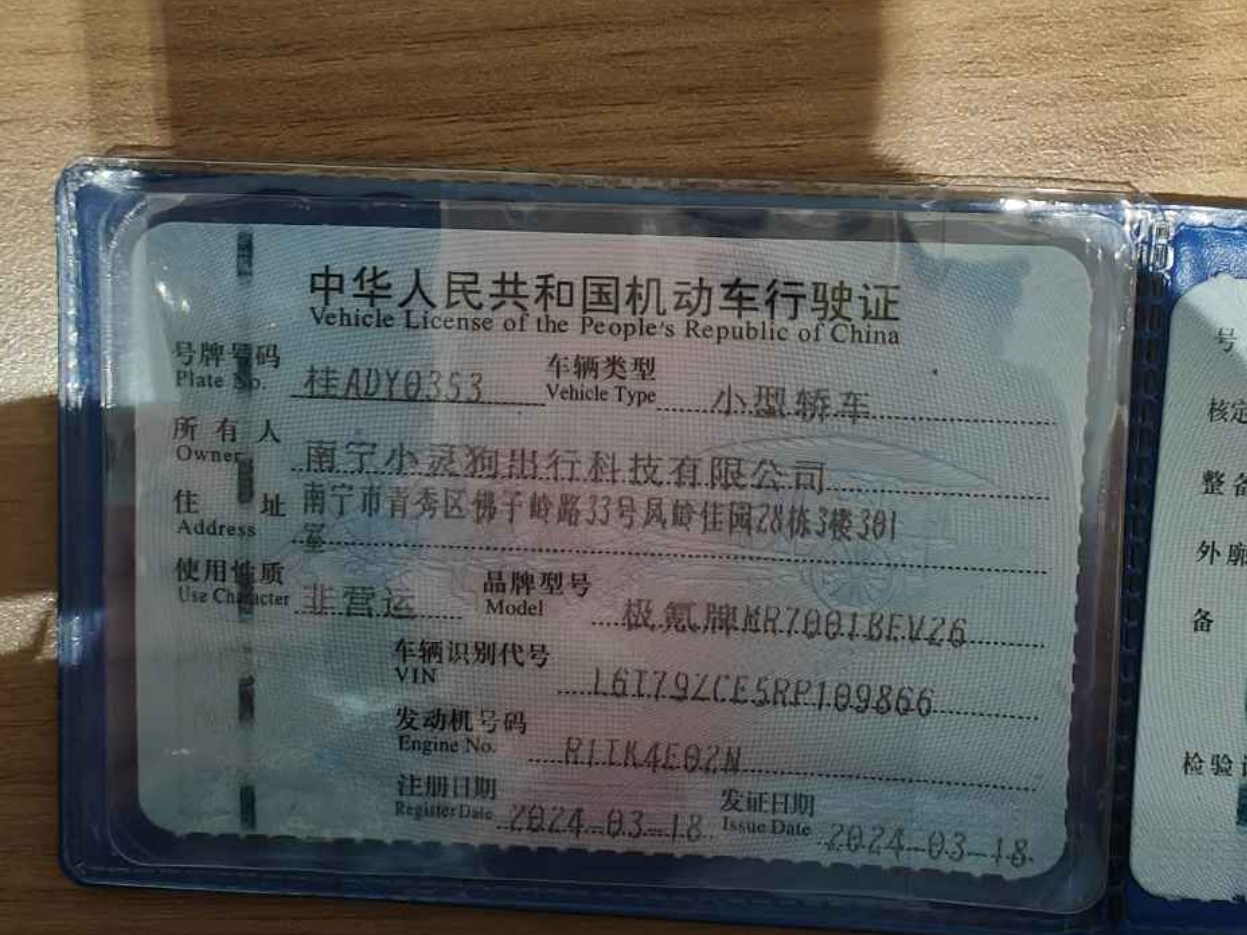 中华人民共和国机动车行驶证
Vehicle License of the People's Republic of China
号牌号码 桂ADY0353 车辆类型 小型轿车
Plate No. Vehicle Type
所有人 南宁小灵狗出行科技有限公司
Owner
住址 南宁市青秀区佛子岭路33号凤岭佳园28栋3楼301
Address 室
使用性质 非营运 品牌型号 极氪牌MR7001BEV26
Use Character Model
车辆识别代号 L6T79ZCE5RP109866
VIN
发动机号码
Engine No.
注册日期 2024-03-18 发证日期 2024-03-18
Register Date Issue Date
号
核定
整备
外廓
备
检验